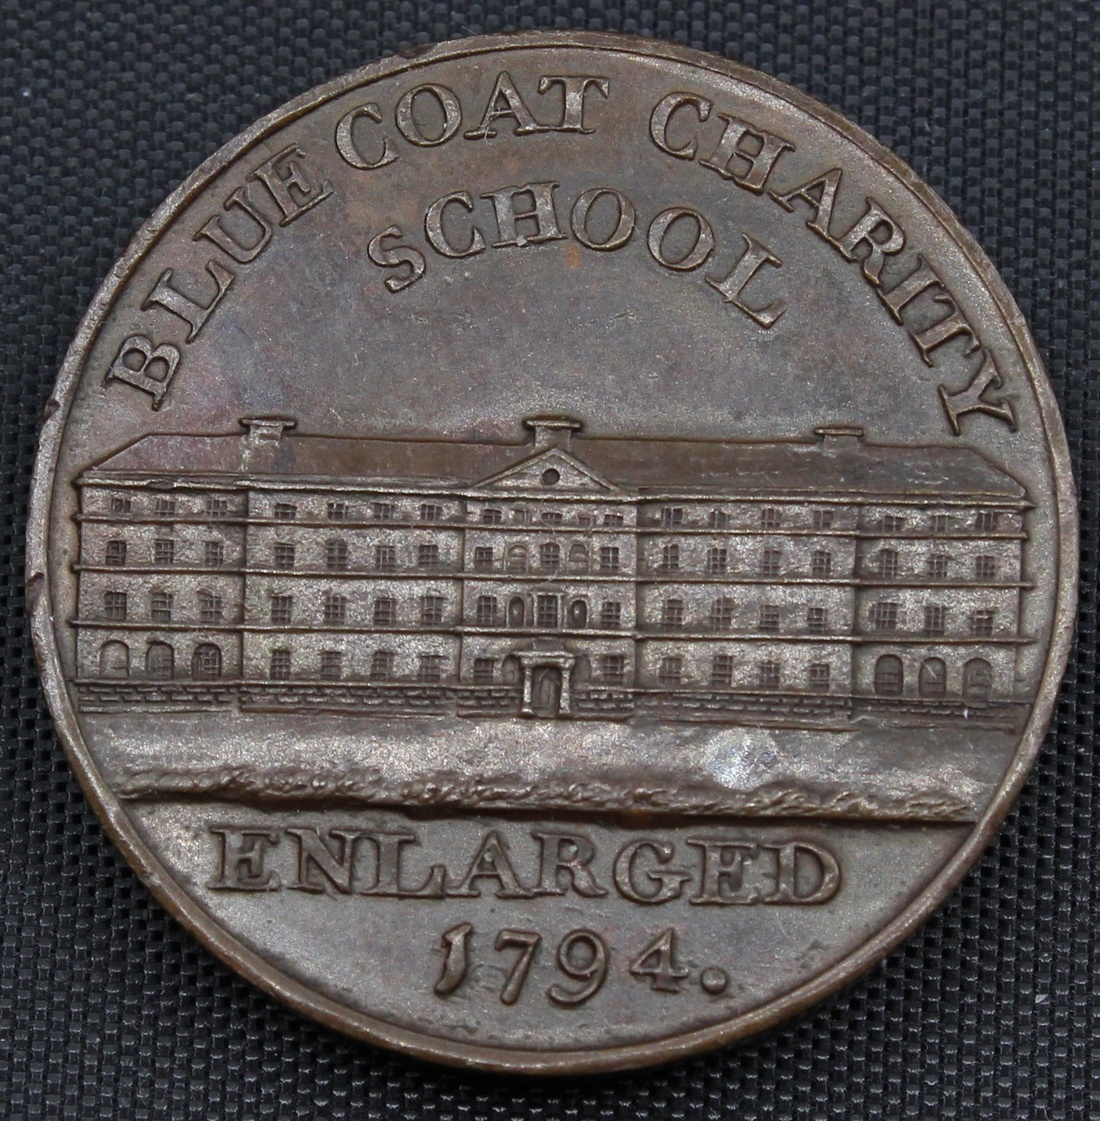 BLUE COAT CHARITY
SCHOOL
ENLARGED
1794.